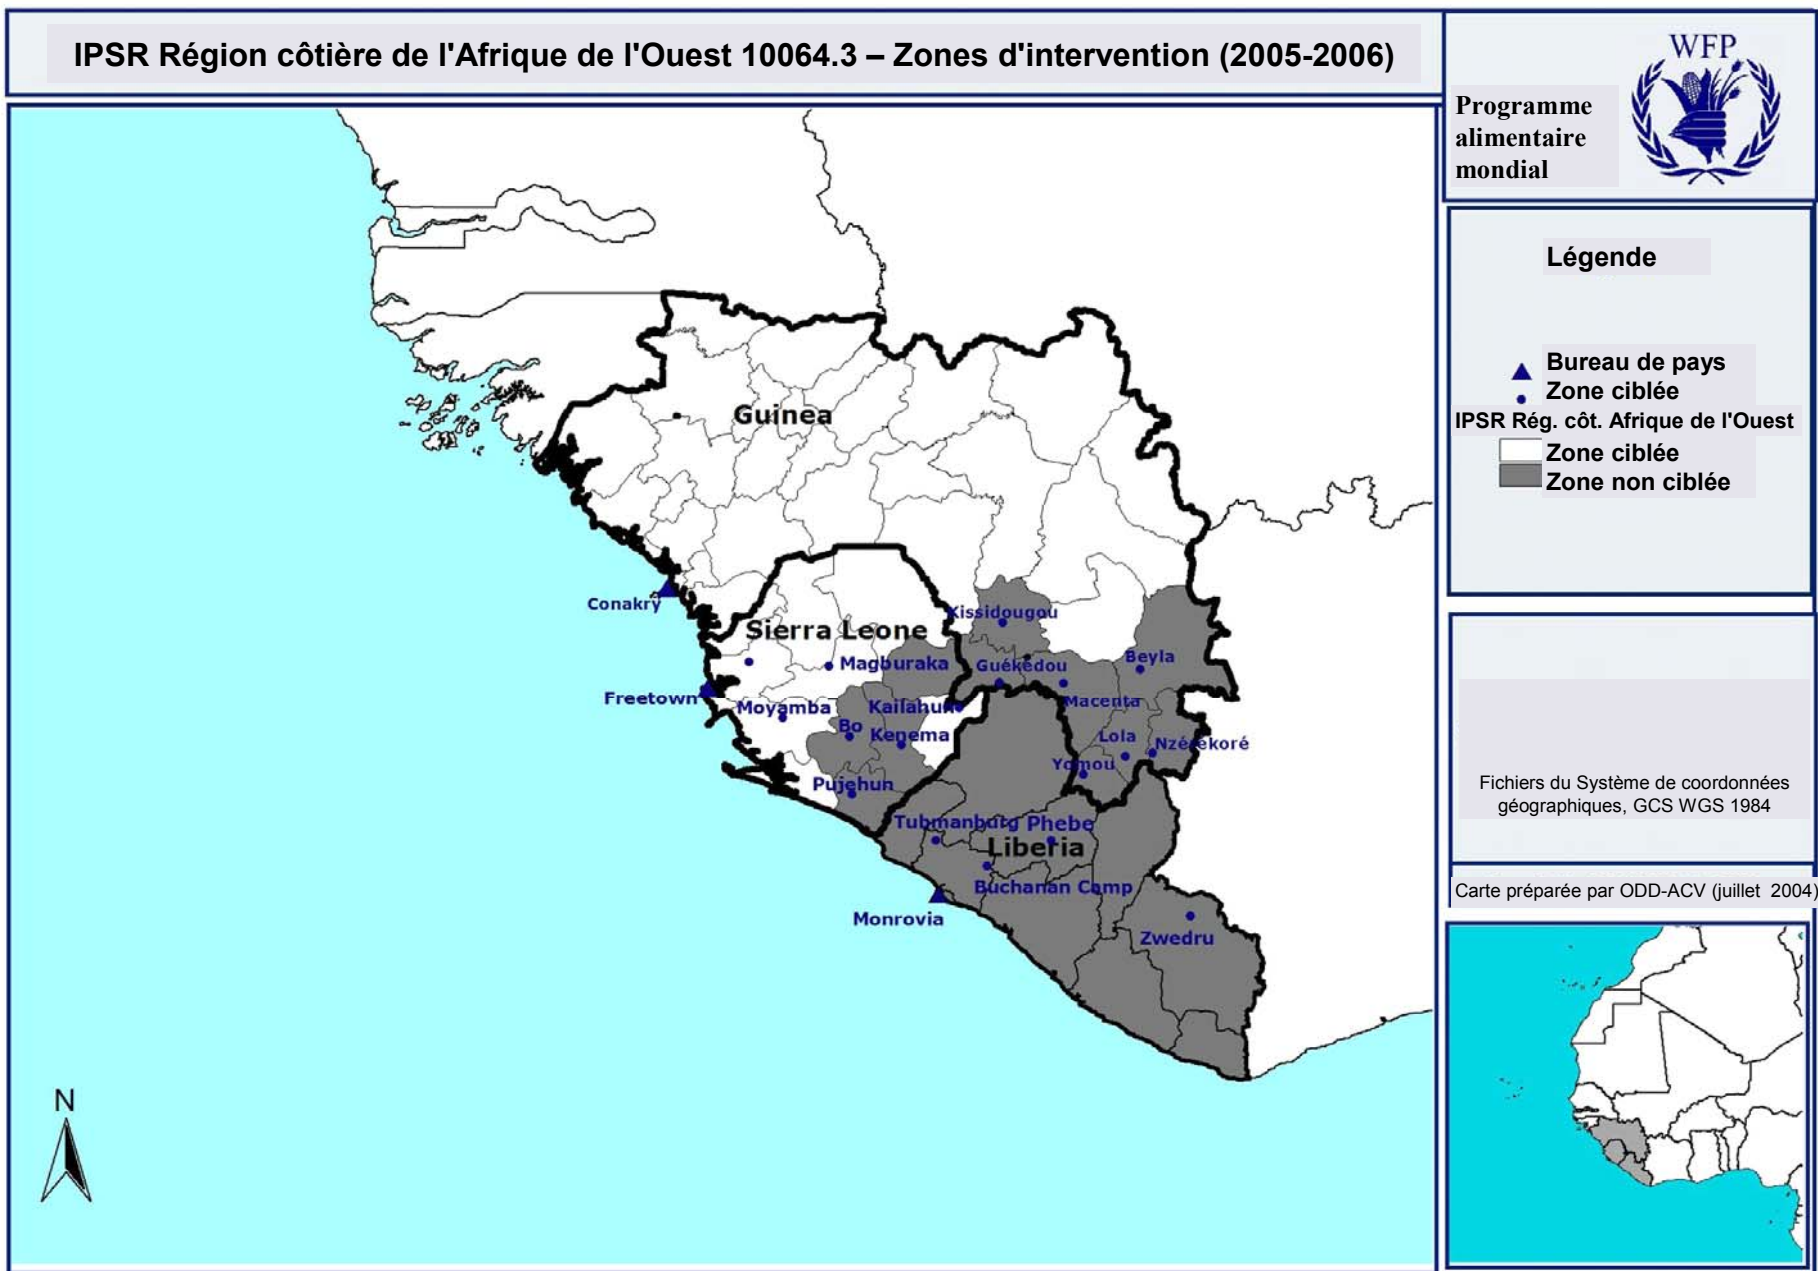 IPSR Région côtière de l'Afrique de l'Ouest 10064.3 – Zones d'intervention (2005-2006)
WFP
Programme
alimentaire
mondial
Légende
Bureau de pays
Zone ciblée
IPSR Rég. côt. Afrique de l'Ouest
Zone ciblée
Zone non ciblée
Fichiers du Système de coordonnées
géographiques, GCS WGS 1984
Carte préparée par ODD-ACV (juillet 2004)
Guinea
Conakry
Kissidougou
Sierra Leone
Magburaka
Guékédou
Beyla
Freetown
Moyamba
Kailahun
Macenta
Bo
Kenema
Lola
Nzérékoré
Yomou
Pujehun
Tubmanburg
Phebe
Liberia
Buchanan Camp
Monrovia
Zwedru
N